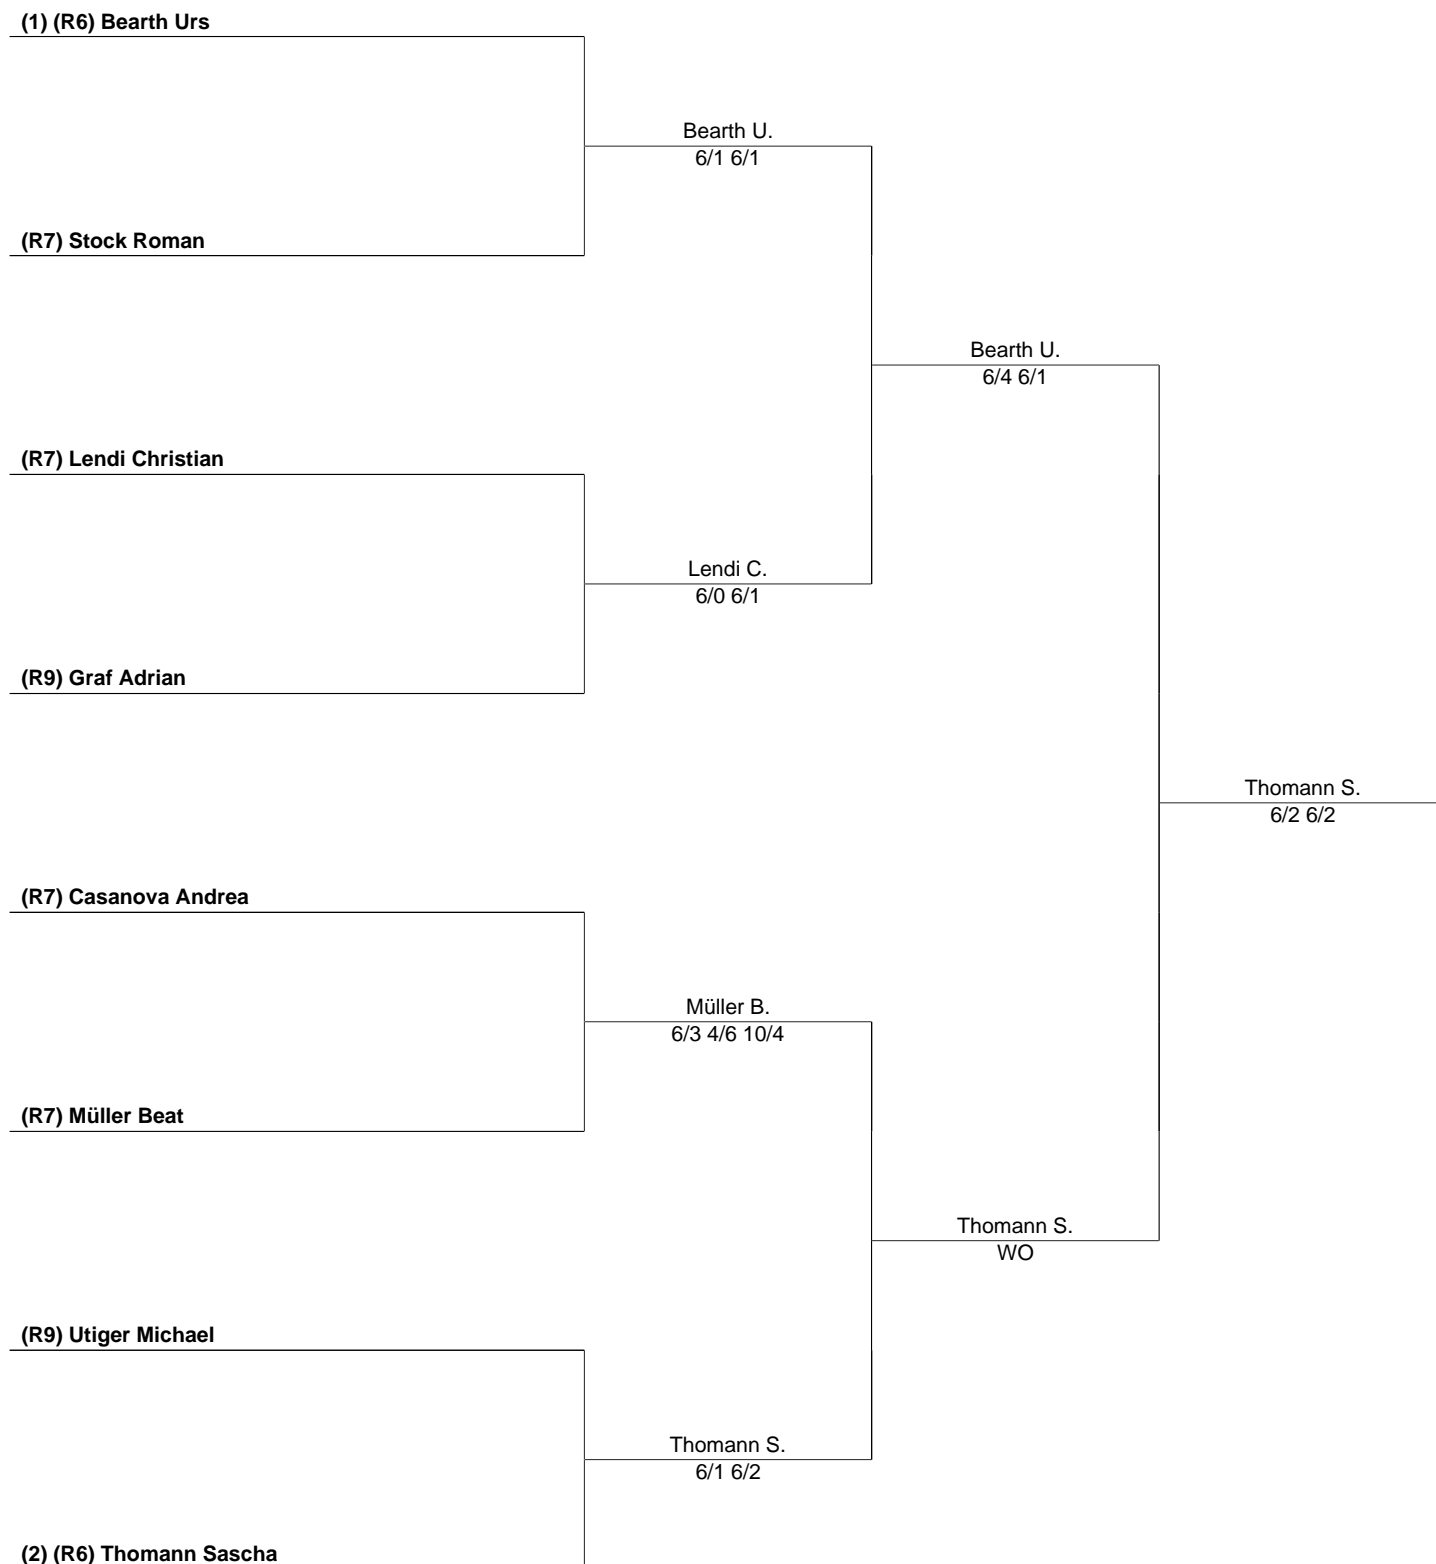 (1) (R6) Bearth Urs
Bearth U.
6/1 6/1
(R7) Stock Roman
Bearth U.
6/4 6/1
(R7) Lendi Christian
Lendi C.
6/0 6/1
(R9) Graf Adrian
Thomann S.
6/2 6/2
(R7) Casanova Andrea
Müller B.
6/3 4/6 10/4
(R7) Müller Beat
Thomann S.
WO
(R9) Utiger Michael
Thomann S.
6/1 6/2
(2) (R6) Thomann Sascha